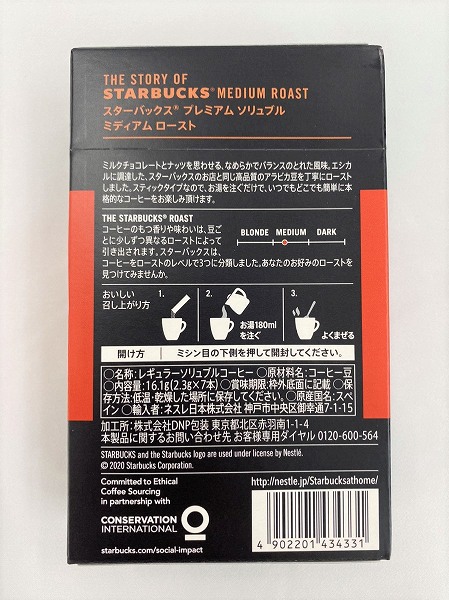 THE STORY OF
STARBUCKS® MEDIUM ROAST
スターバックス® プレミアム ソリュブル
ミディアム ロースト
ミルクチョコレートとナッツを思わせる、なめらかでバランスのとれた風味。エシカ
ルに調達した、スターバックスのお店と同じ高品質のアラビカ豆を丁寧にロースト
しました。スティックタイプなので、お湯を注ぐだけで、いつでもどこでも簡単に本
格的なコーヒーをお楽しみ頂けます。
THE STARBUCKS® ROAST
コーヒーのもつ香りや味わいは、豆ご
とに少しずつ異なるローストによって
引き出されます。スターバックスは、
コーヒーをローストのレベルで3つに分類しました。あなたのお好みのローストを
見つけてみませんか。
BLONDE MEDIUM DARK
おいしい
召し上がり方
1.
2.
お湯180ml
を注ぐ
3.
よくまぜる
開け方 ミシン目の下側を押して開封してください。
○名称:レギュラーソリュブルコーヒー ○原材料名:コーヒー豆
○内容量:16.1g(2.3g×7本) ○賞味期限:枠外底面に記載 ○保
存方法:低温・乾燥した場所に保存してください。 ○原産国名:ス
ペイン ○輸入者:ネスレ日本株式会社 神戸市中央区御幸通7-1-15
加工所:株式会社DNP包装 東京都北区赤羽南1-1-4
本製品に関するお問い合わせ先 お客様専用ダイヤル 0120-600-564
STARBUCKS and the Starbucks logo are used under license by Nestlé.
© 2020 Starbucks Corporation.
Committed to Ethical
Coffee Sourcing
in partnership with
CONSERVATION
INTERNATIONAL
starbucks.com/social-impact
http://nestle.jp/Starbucksathome/
4 902201 434331